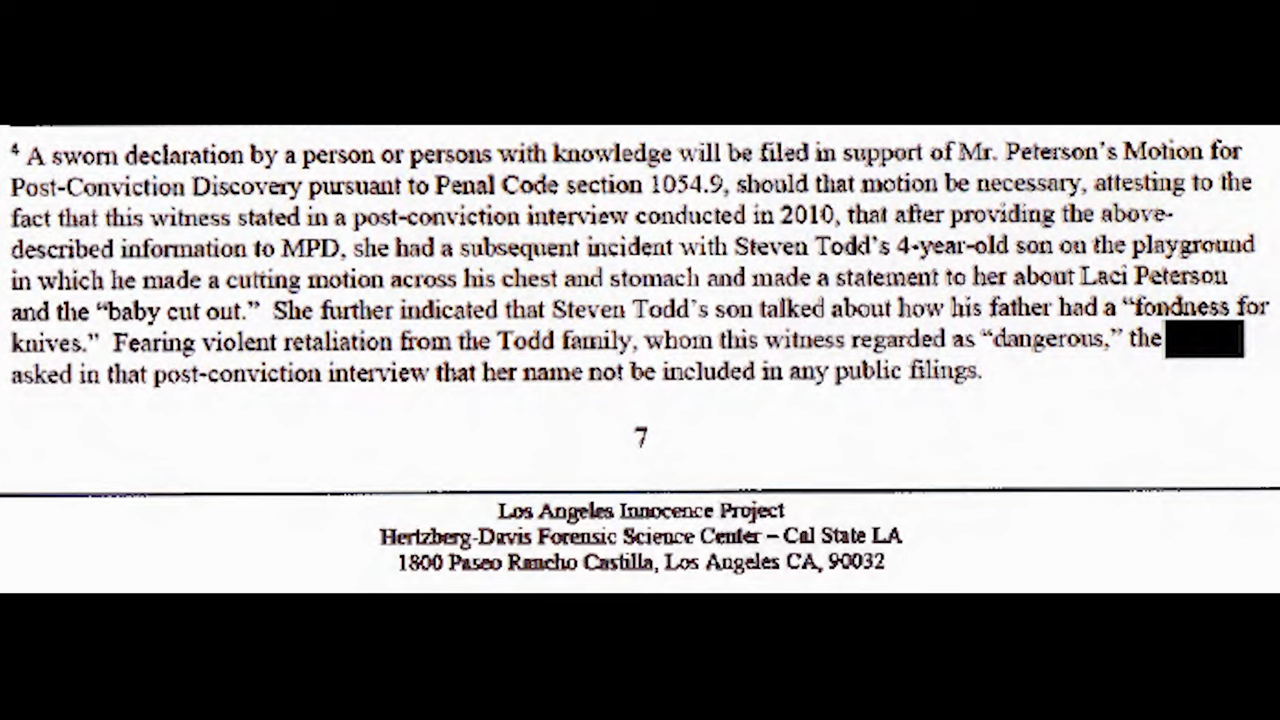 4 A sworn declaration by a person or persons with knowledge will be filed in support of Mr. Peterson's Motion for
Post-Conviction Discovery pursuant to Penal Code section 1054.9, should that motion be necessary, attesting to the
fact that this witness stated in a post-conviction interview conducted in 2010, that after providing the above-
described information to MPD, she had a subsequent incident with Steven Todd's 4-year-old son on the playground
in which he made a cutting motion across his chest and stomach and made a statement to her about Laci Peterson
and the “baby cut out.” She further indicated that Steven Todd's son talked about how his father had a “fondness for
knives.” Fearing violent retaliation from the Todd family, whom this witness regarded as “dangerous,” the
asked in that post-conviction interview that her name not be included in any public filings.
7
Los Angeles Innocence Project
Hertzberg-Davis Forensic Science Center – Cal State LA
1800 Paseo Rancho Castilla, Los Angeles CA, 90032